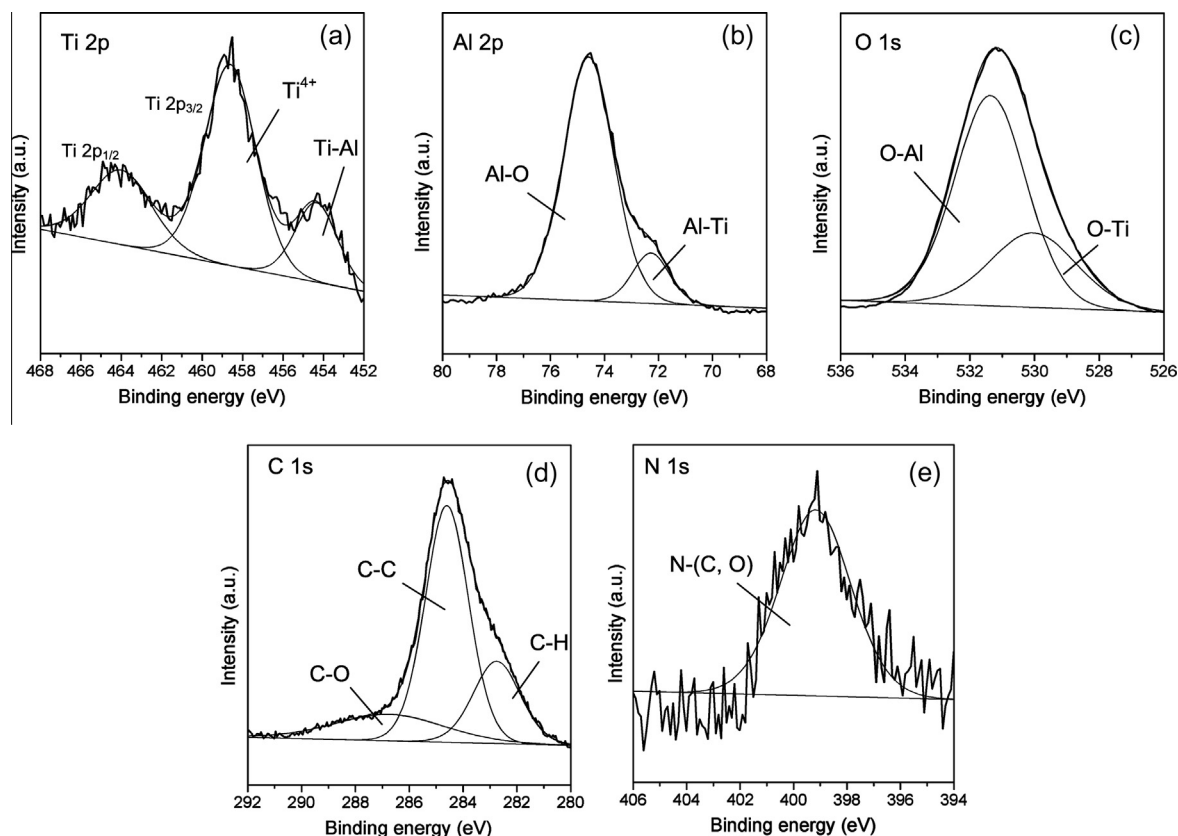 Ti 2p
(a)
Ti 2p3/2
Ti4+
Ti 2p1/2
Ti-Al
Intensity (a.u.)
468 466 464 462 460 458 456 454 452
Binding energy (eV)
Al 2p
(b)
Al-O
Al-Ti
Intensity (a.u.)
80 78 76 74 72 70 68
Binding energy (eV)
O 1s
(c)
O-Al
O-Ti
Intensity (a.u.)
536 534 532 530 528 526
Binding energy (eV)
C 1s
(d)
C-C
C-H
C-O
Intensity (a.u.)
292 290 288 286 284 282 280
Binding energy (eV)
N 1s
(e)
N-(C, O)
Intensity (a.u.)
406 404 402 400 398 396 394
Binding energy (eV)